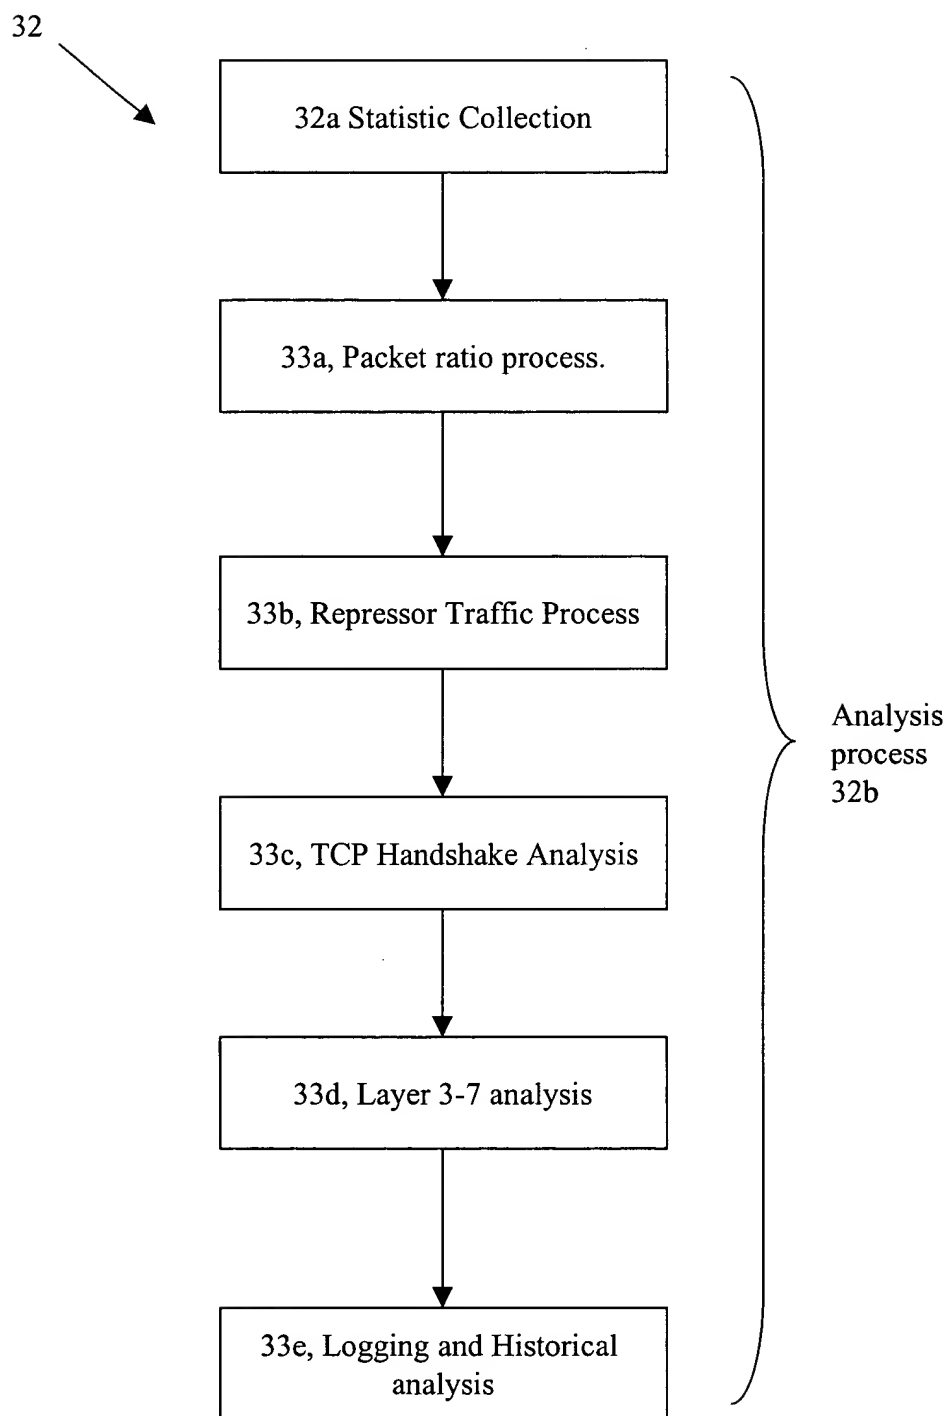 32
32a Statistic Collection
33a, Packet ratio process.
33b, Repressor Traffic Process
33c, TCP Handshake Analysis
33d, Layer 3-7 analysis
33e, Logging and Historical
analysis
Analysis
process
32b